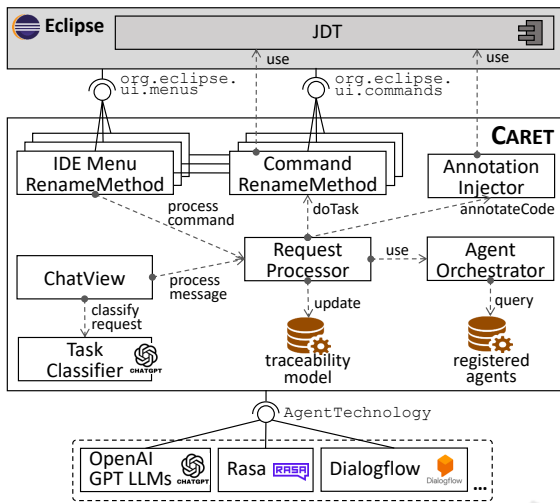 Eclipse
JDT
use
use
org.eclipse.
ui.menus
org.eclipse.
ui.commands
CARET
IDE Menu
RenameMethod
Command
RenameMethod
Annotation
Injector
process
command
doTask
annotateCode
Request
Processor
use
Agent
Orchestrator
ChatView
process
message
classify
request
update
query
Task
Classifier
CHATGPT
traceability
model
registered
agents
AgentTechnology
OpenAI
GPT LLMs
CHATGPT
Rasa
RASA
Dialogflow
Dialogflow
...